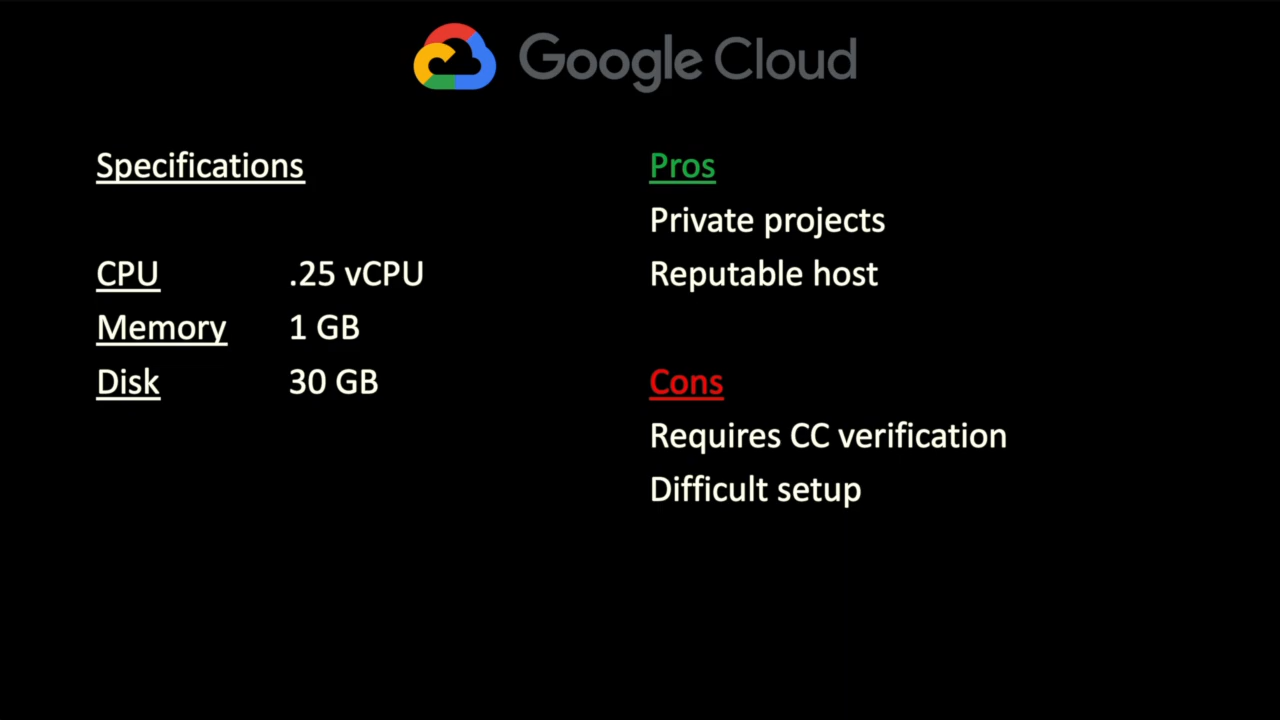 Google Cloud
Specifications
CPU .25 vCPU
Memory 1 GB
Disk 30 GB
Pros
Private projects
Reputable host
Cons
Requires CC verification
Difficult setup